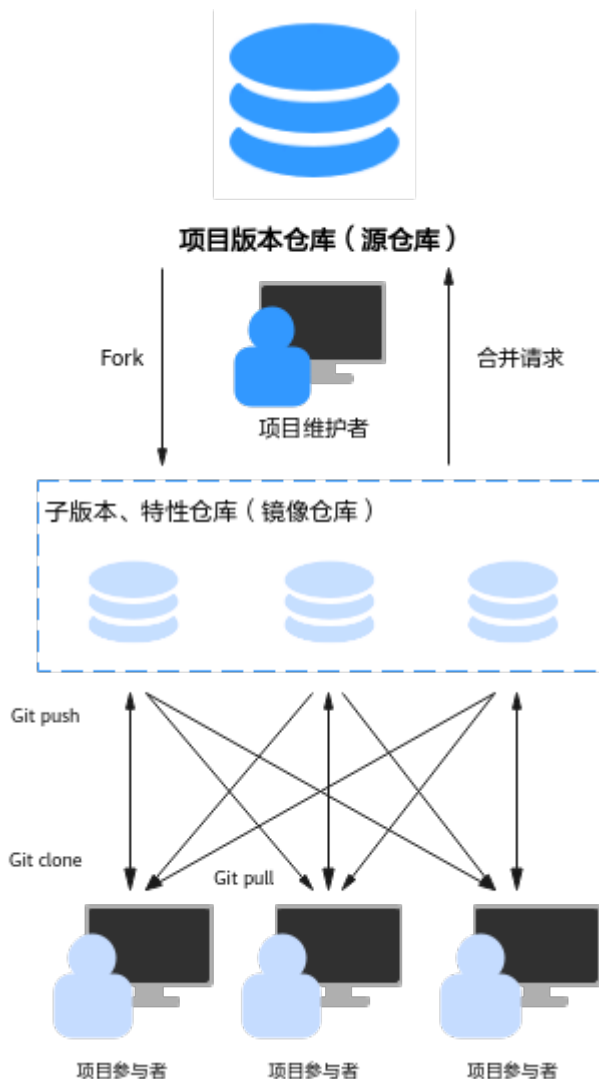 项目版本仓库（源仓库）
Fork
合并请求
项目维护者
子版本、特性仓库（镜像仓库）
Git push
Git clone
Git pull
项目参与者
项目参与者
项目参与者